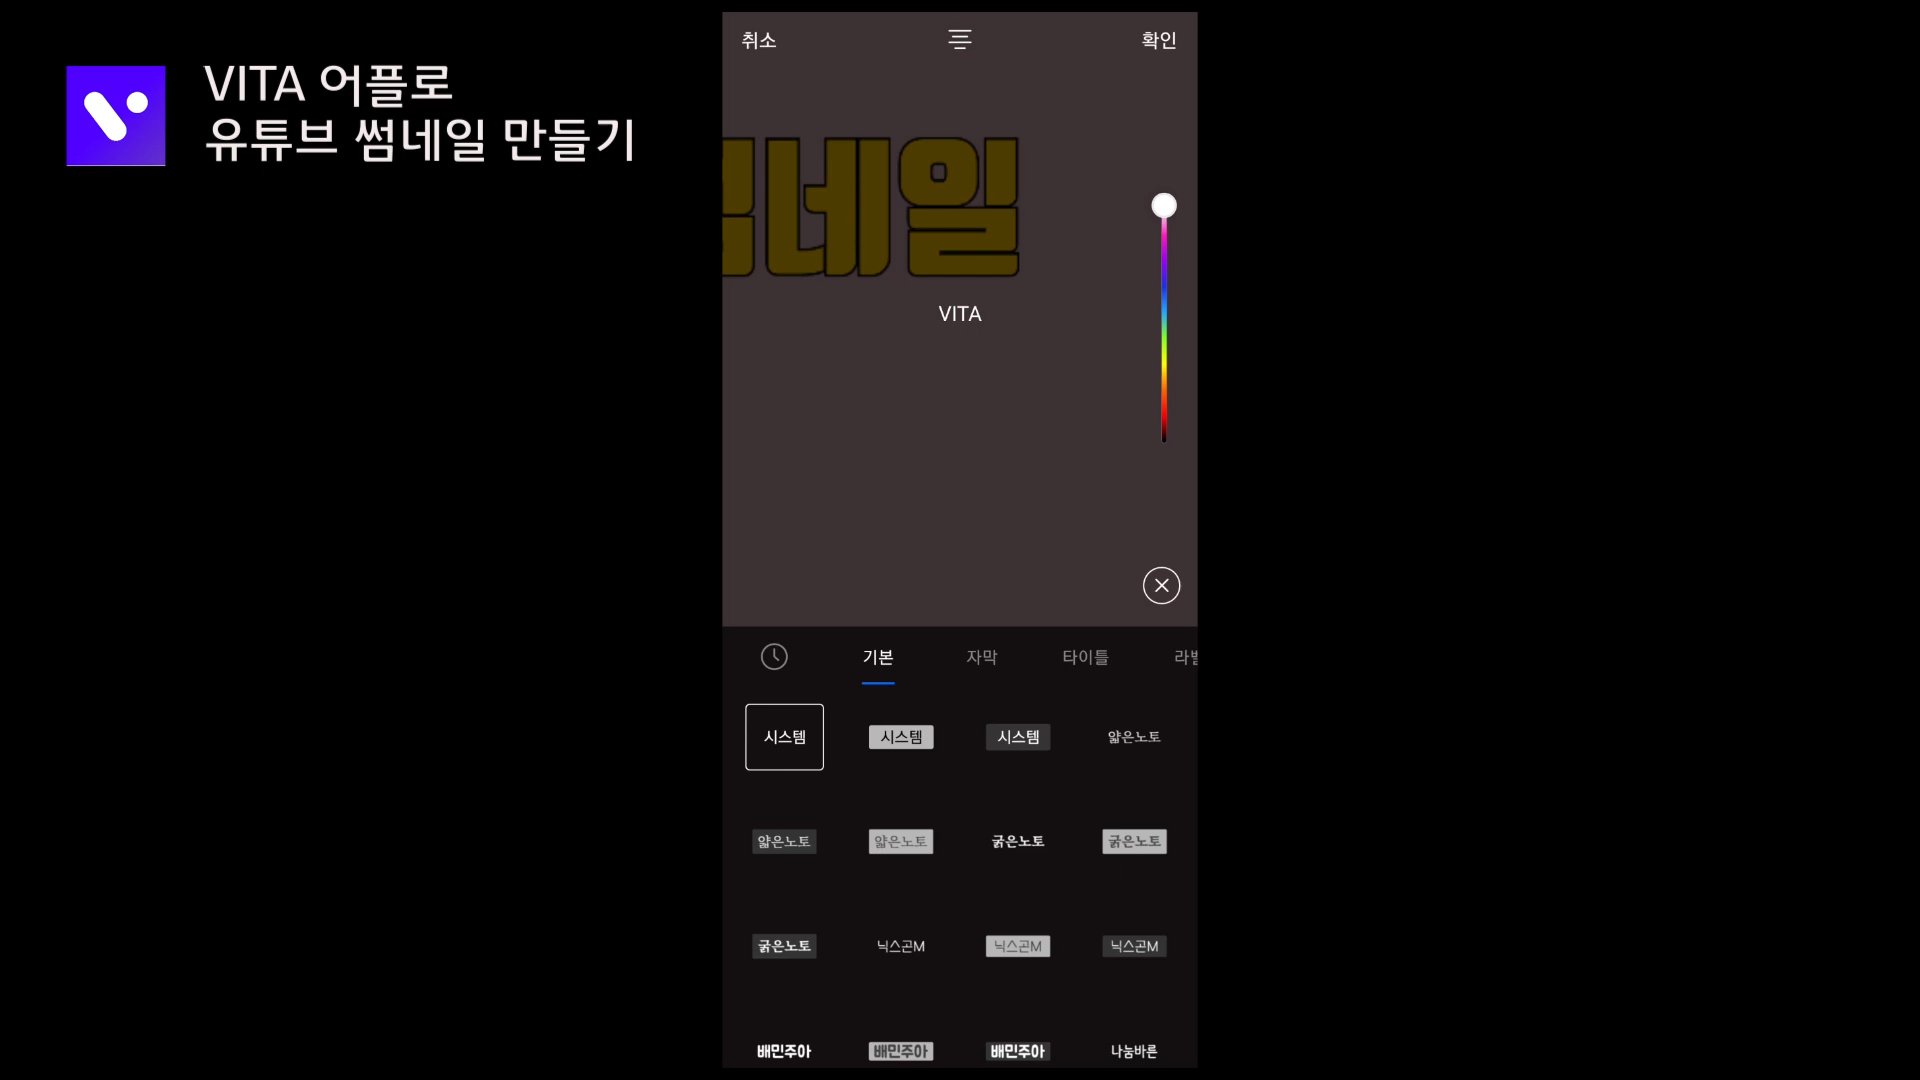 VITA 어플로
유튜브 썸네일 만들기
취소
확인
네일
VITA
기본 자막 타이틀
시스템 시스템 시스템 얇은노토
얇은노토 얇은노토 굵은노토 굵은노토
굵은노토 닉스곤M 닉스곤M 닉스곤M
배민주아 배민주아 배민주아 나눔바른